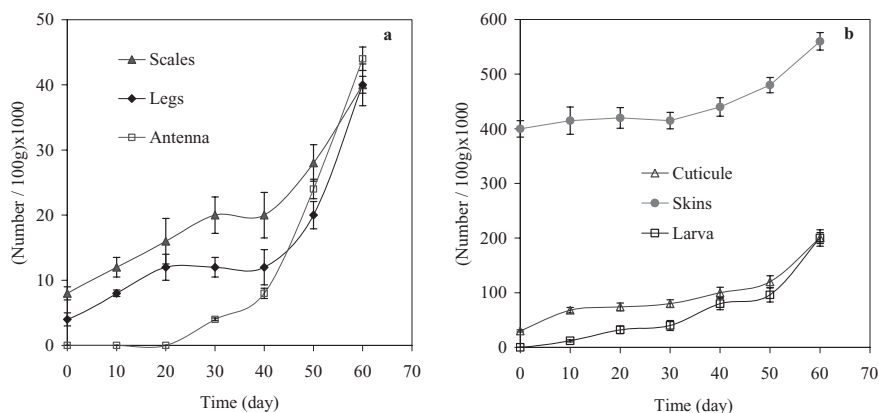 a
Scales
Legs
Antenna
(Number / 100g)x1000
50
40
30
20
10
0
0 10 20 30 40 50 60 70
Time (day)
b
Cuticule
Skins
Larva
(Number / 100g)x1000
600
500
400
300
200
100
0
0 10 20 30 40 50 60 70
Time (day)